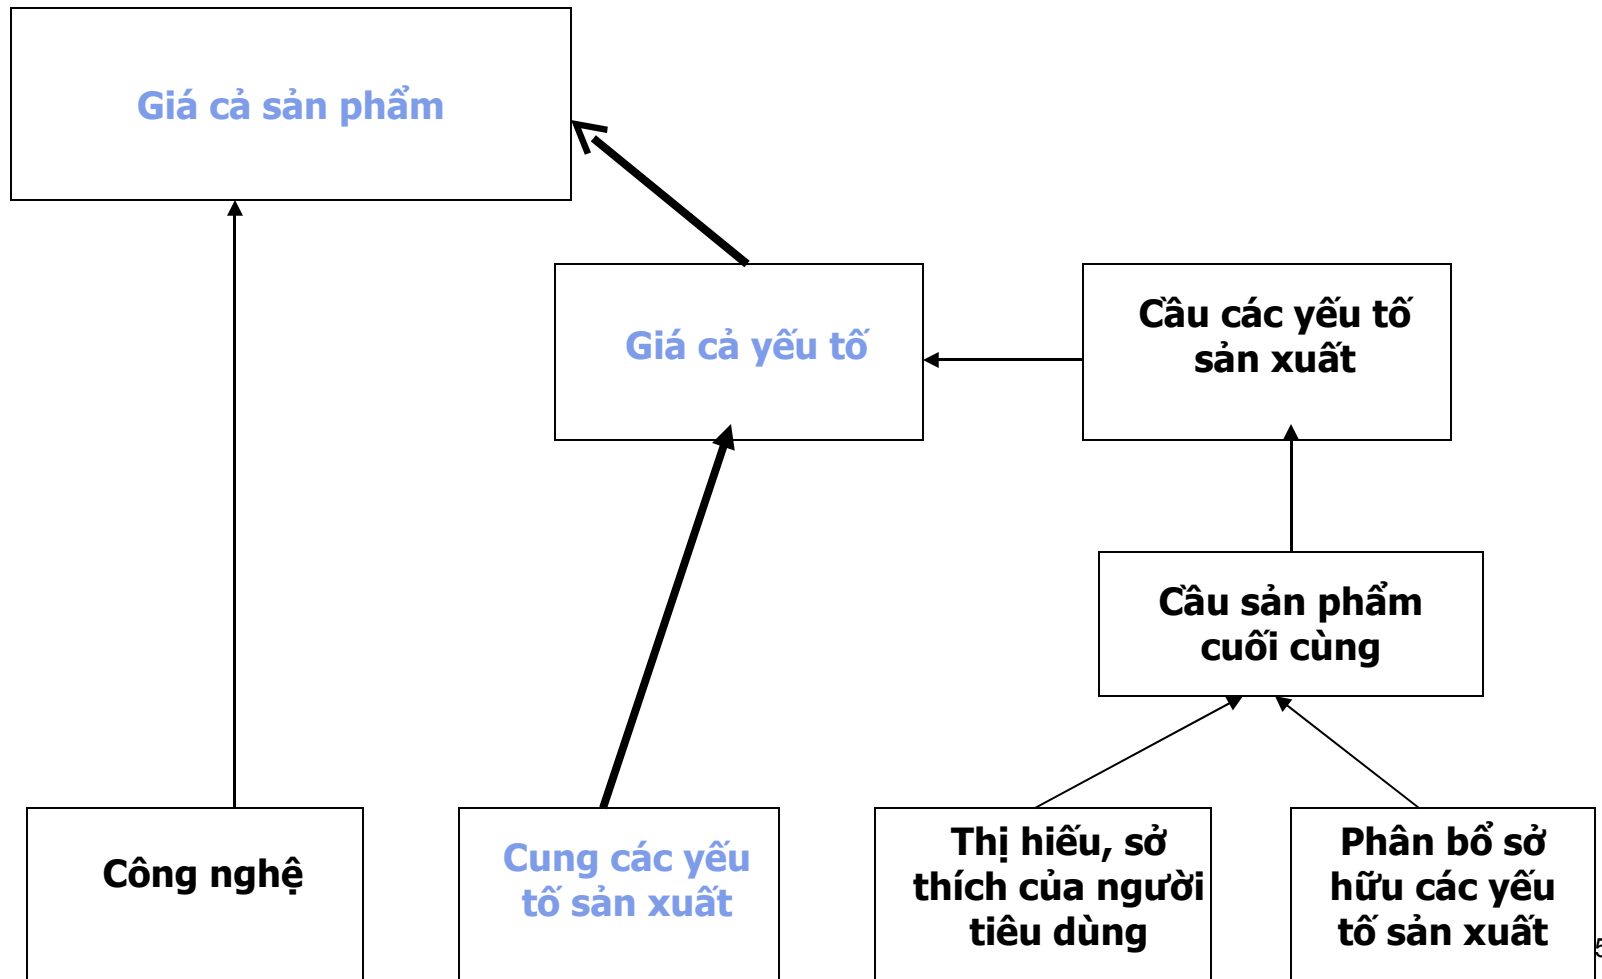 Giá cả sản phẩm
Giá cả yếu tố
Cầu các yếu tố
sản xuất
Cầu sản phẩm
cuối cùng
Công nghệ
Cung các yếu
tố sản xuất
Thị hiếu, sở
thích của người
tiêu dùng
Phân bổ sở
hữu các yếu
tố sản xuất